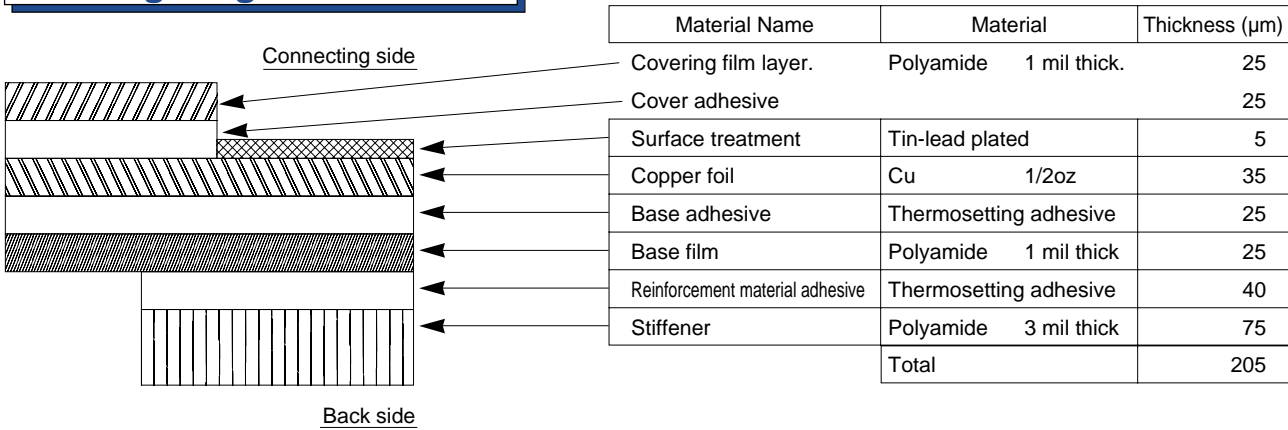 Material Name Material Thickness (μm)
Connecting side
Covering film layer. Polyamide 1 mil thick. 25
Cover adhesive 25
Surface treatment Tin-lead plated 5
Copper foil Cu 1/2oz 35
Base adhesive Thermosetting adhesive 25
Base film Polyamide 1 mil thick 25
Reinforcement material adhesive Thermosetting adhesive 40
Stiffener Polyamide 3 mil thick 75
Total 205
Back side